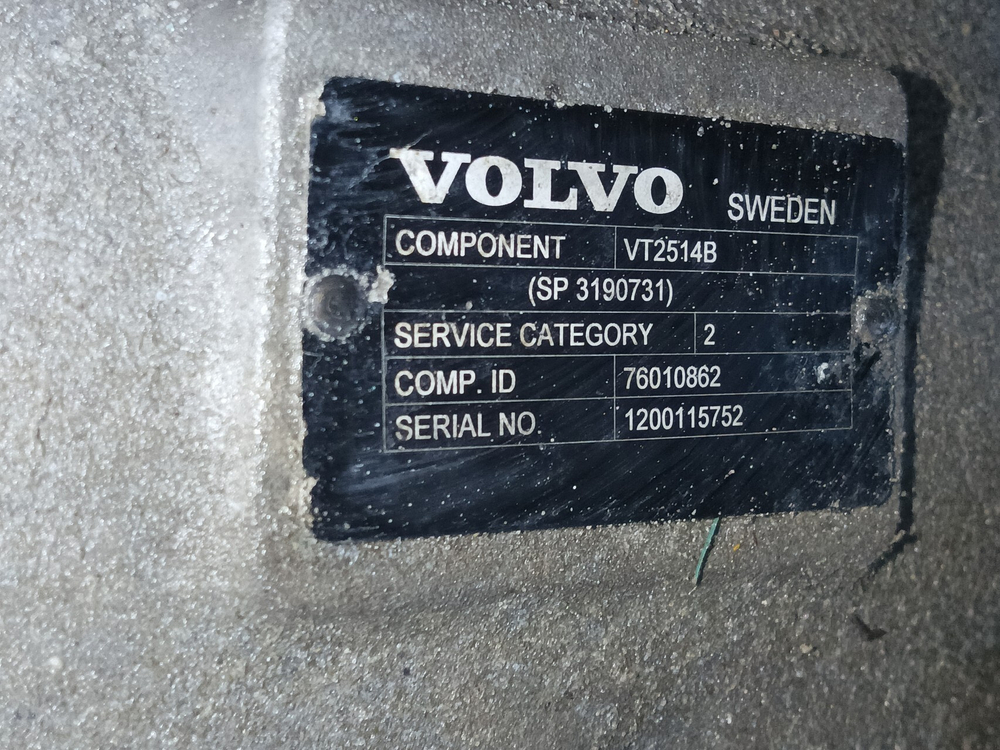 VOLVO SWEDEN
COMPONENT VT2514B
(SP 3190731)
SERVICE CATEGORY 2
COMP. ID 76010862
SERIAL NO. 1200115752